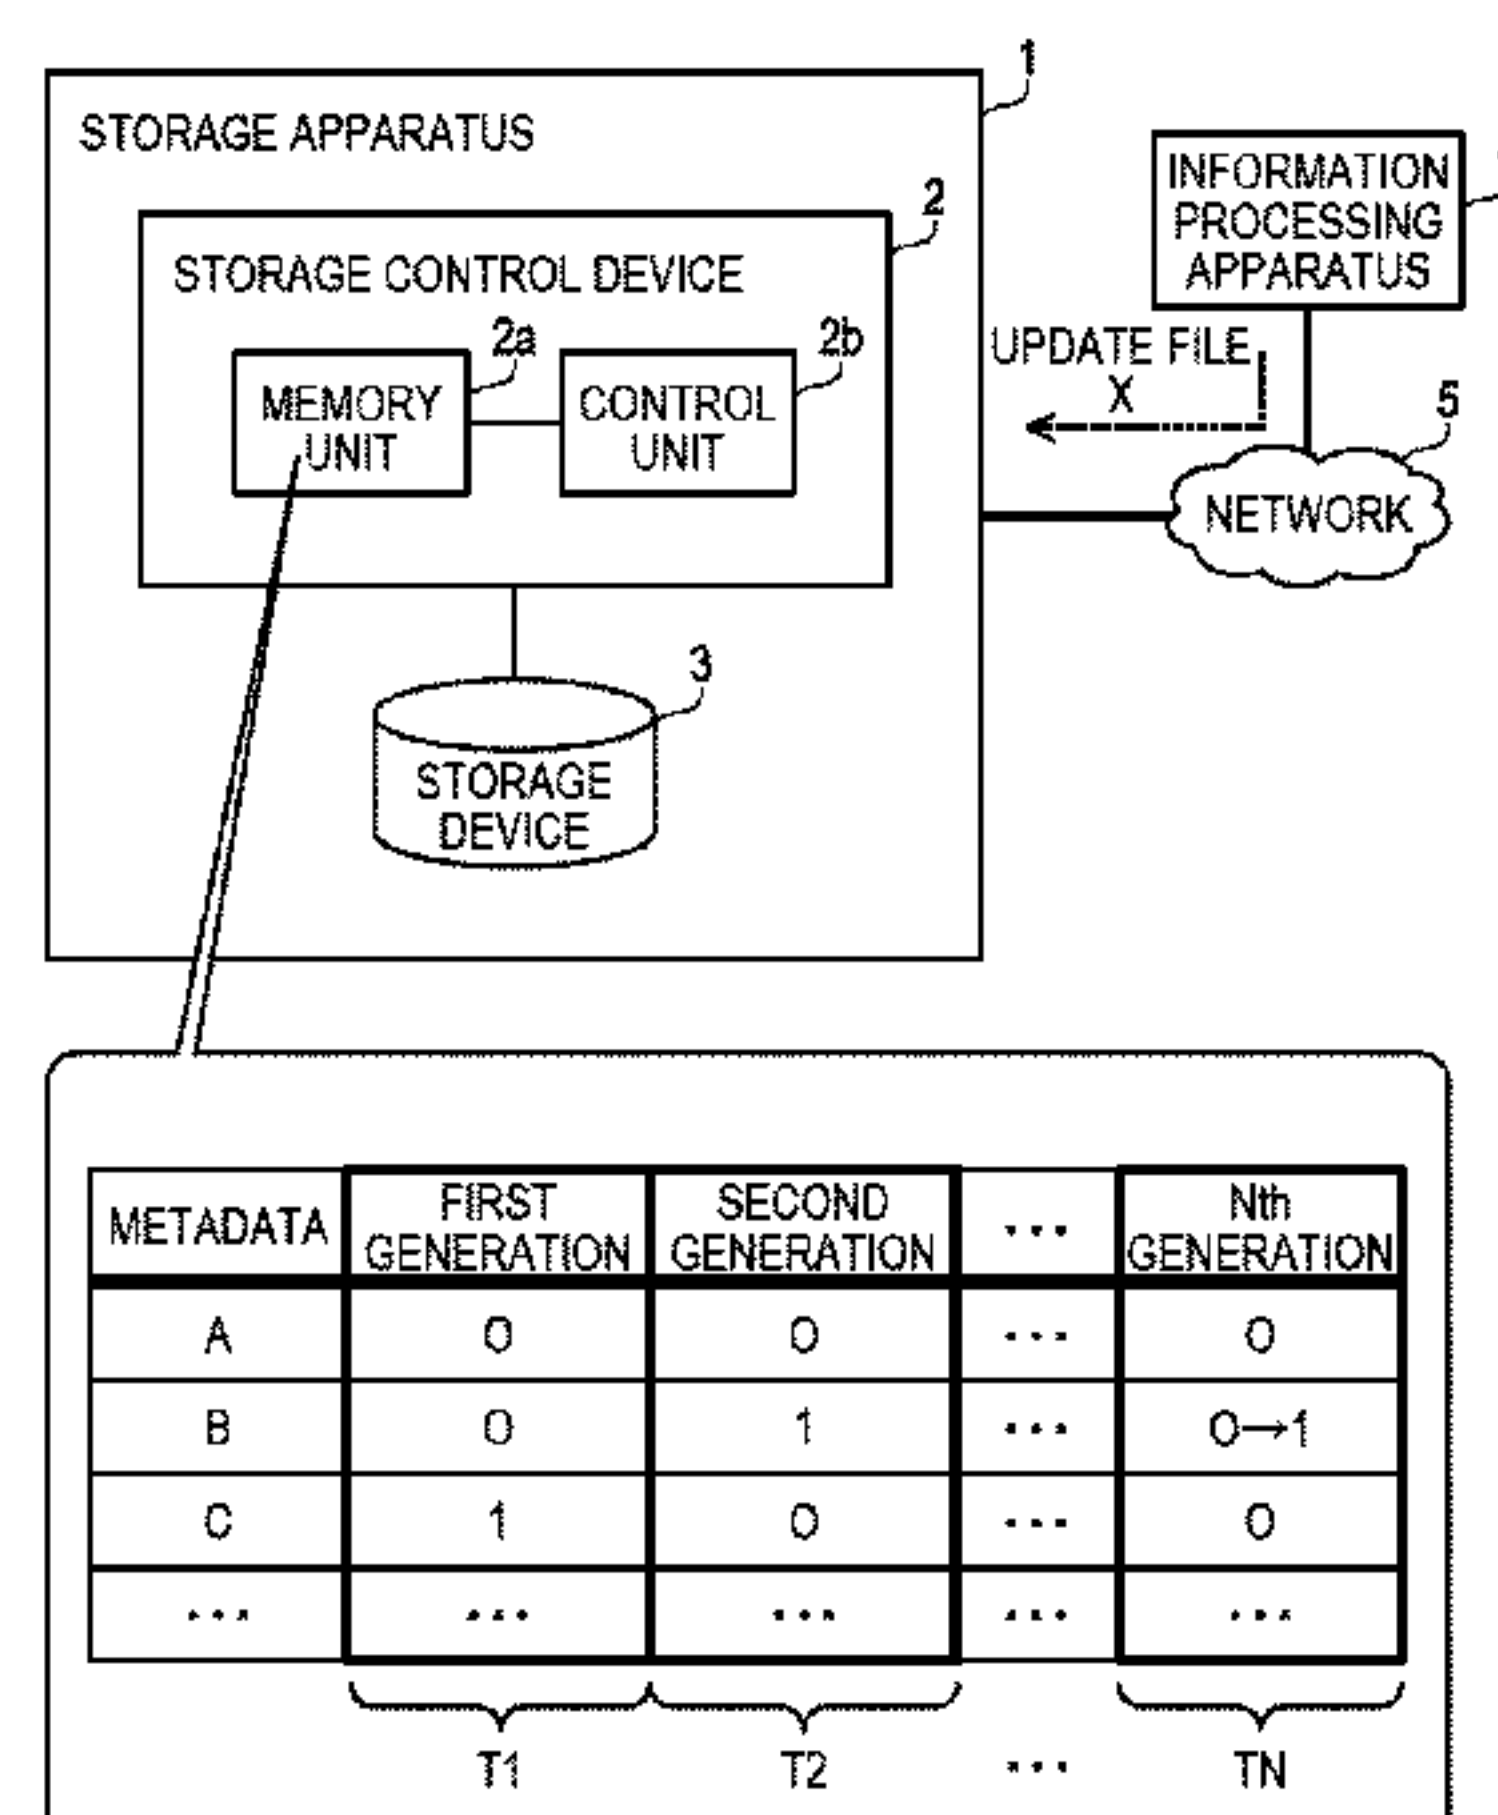 1
STORAGE APPARATUS
2
STORAGE CONTROL DEVICE
2a
MEMORY
UNIT
2b
CONTROL
UNIT
3
STORAGE
DEVICE
INFORMATION
PROCESSING
APPARATUS
UPDATE FILE
X
5
NETWORK
METADATA FIRST GENERATION SECOND GENERATION ... Nth GENERATION
A 0 0 ... 0
B 0 1 ... 0→1
C 1 0 ... 0
... ... ... ... ...
T1 T2 ... TN